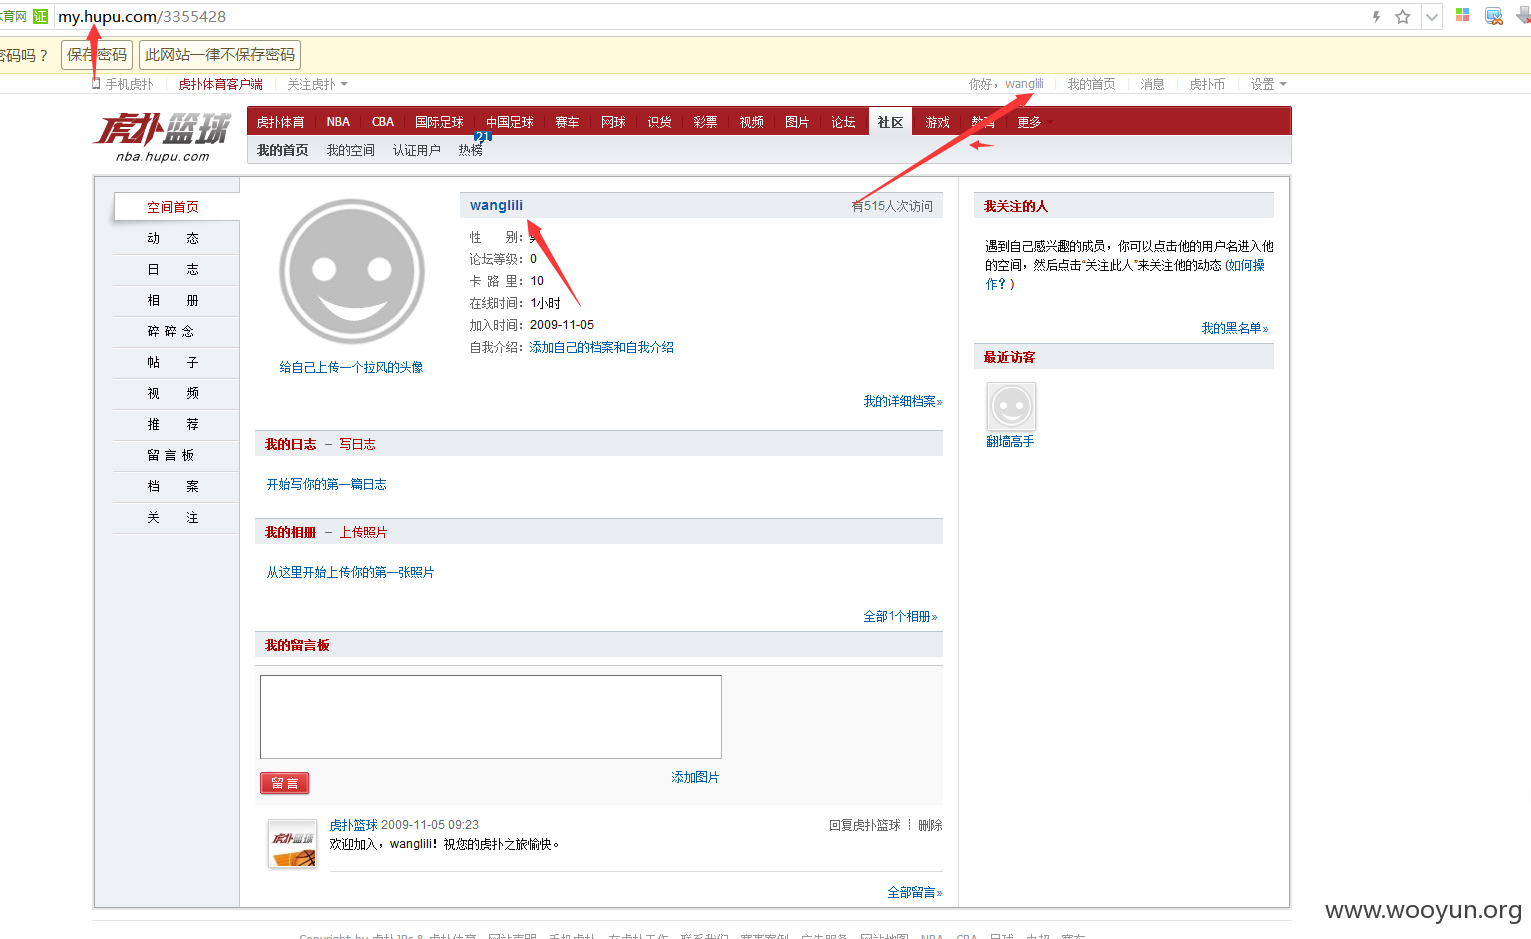 体育网 证 my.hupu.com/3355428
密码吗？ 保存密码 此网站一律不保存密码
手机虎扑 虎扑体育客户端 关注虎扑 你好，wanglili 我的首页 消息 虎扑币 设置
虎扑篮球
nba.hupu.com
虎扑体育 NBA CBA 国际足球 中国足球 赛车 网球 识货 彩票 视频 图片 论坛 社区 游戏 教育 更多
21
我的首页 我的空间 认证用户 热榜
空间首页
动 态
日 志
相 册
碎碎念
帖 子
视 频
推 荐
留言板
档 案
关 注
给自己上传一个拉风的头像
wanglili 有515人次访问
性 别：男
论坛等级：0
卡 路 里：10
在线时间：1小时
加入时间：2009-11-05
自我介绍：添加自己的档案和自我介绍
我的详细档案»
我的日志 – 写日志
开始写你的第一篇日志
我的相册 – 上传照片
从这里开始上传你的第一张照片
全部1个相册»
我的留言板
添加图片
留言
虎扑篮球
虎扑篮球 2009-11-05 09:23 回复虎扑篮球 ┊ 删除
欢迎加入，wanglili！祝您的虎扑之旅愉快。
全部留言»
我关注的人
遇到自己感兴趣的成员，你可以点击他的用户名进入他
的空间，然后点击“关注此人”来关注他的动态 (如何操
作？)
我的黑名单»
最近访客
翻墙高手
www.wooyun.org